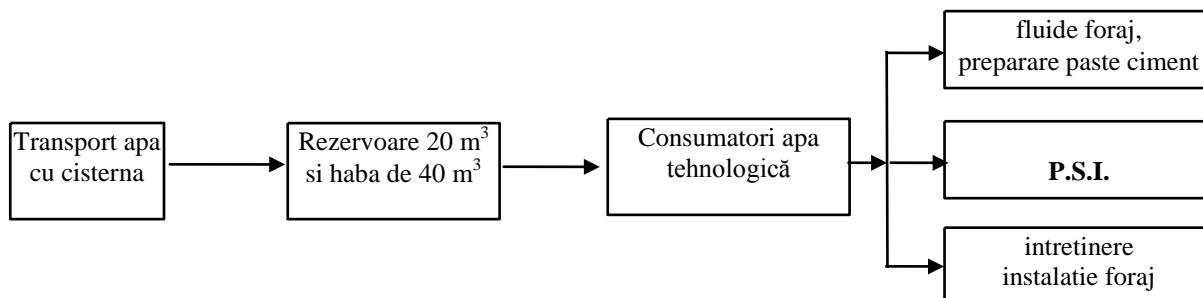 Transport apa
cu cisterna
Rezervoare 20 m³
si haba de 40 m³
Consumatori apa
tehnologică
fluide foraj,
preparare paste ciment
P.S.I.
intretinere
instalatie foraj